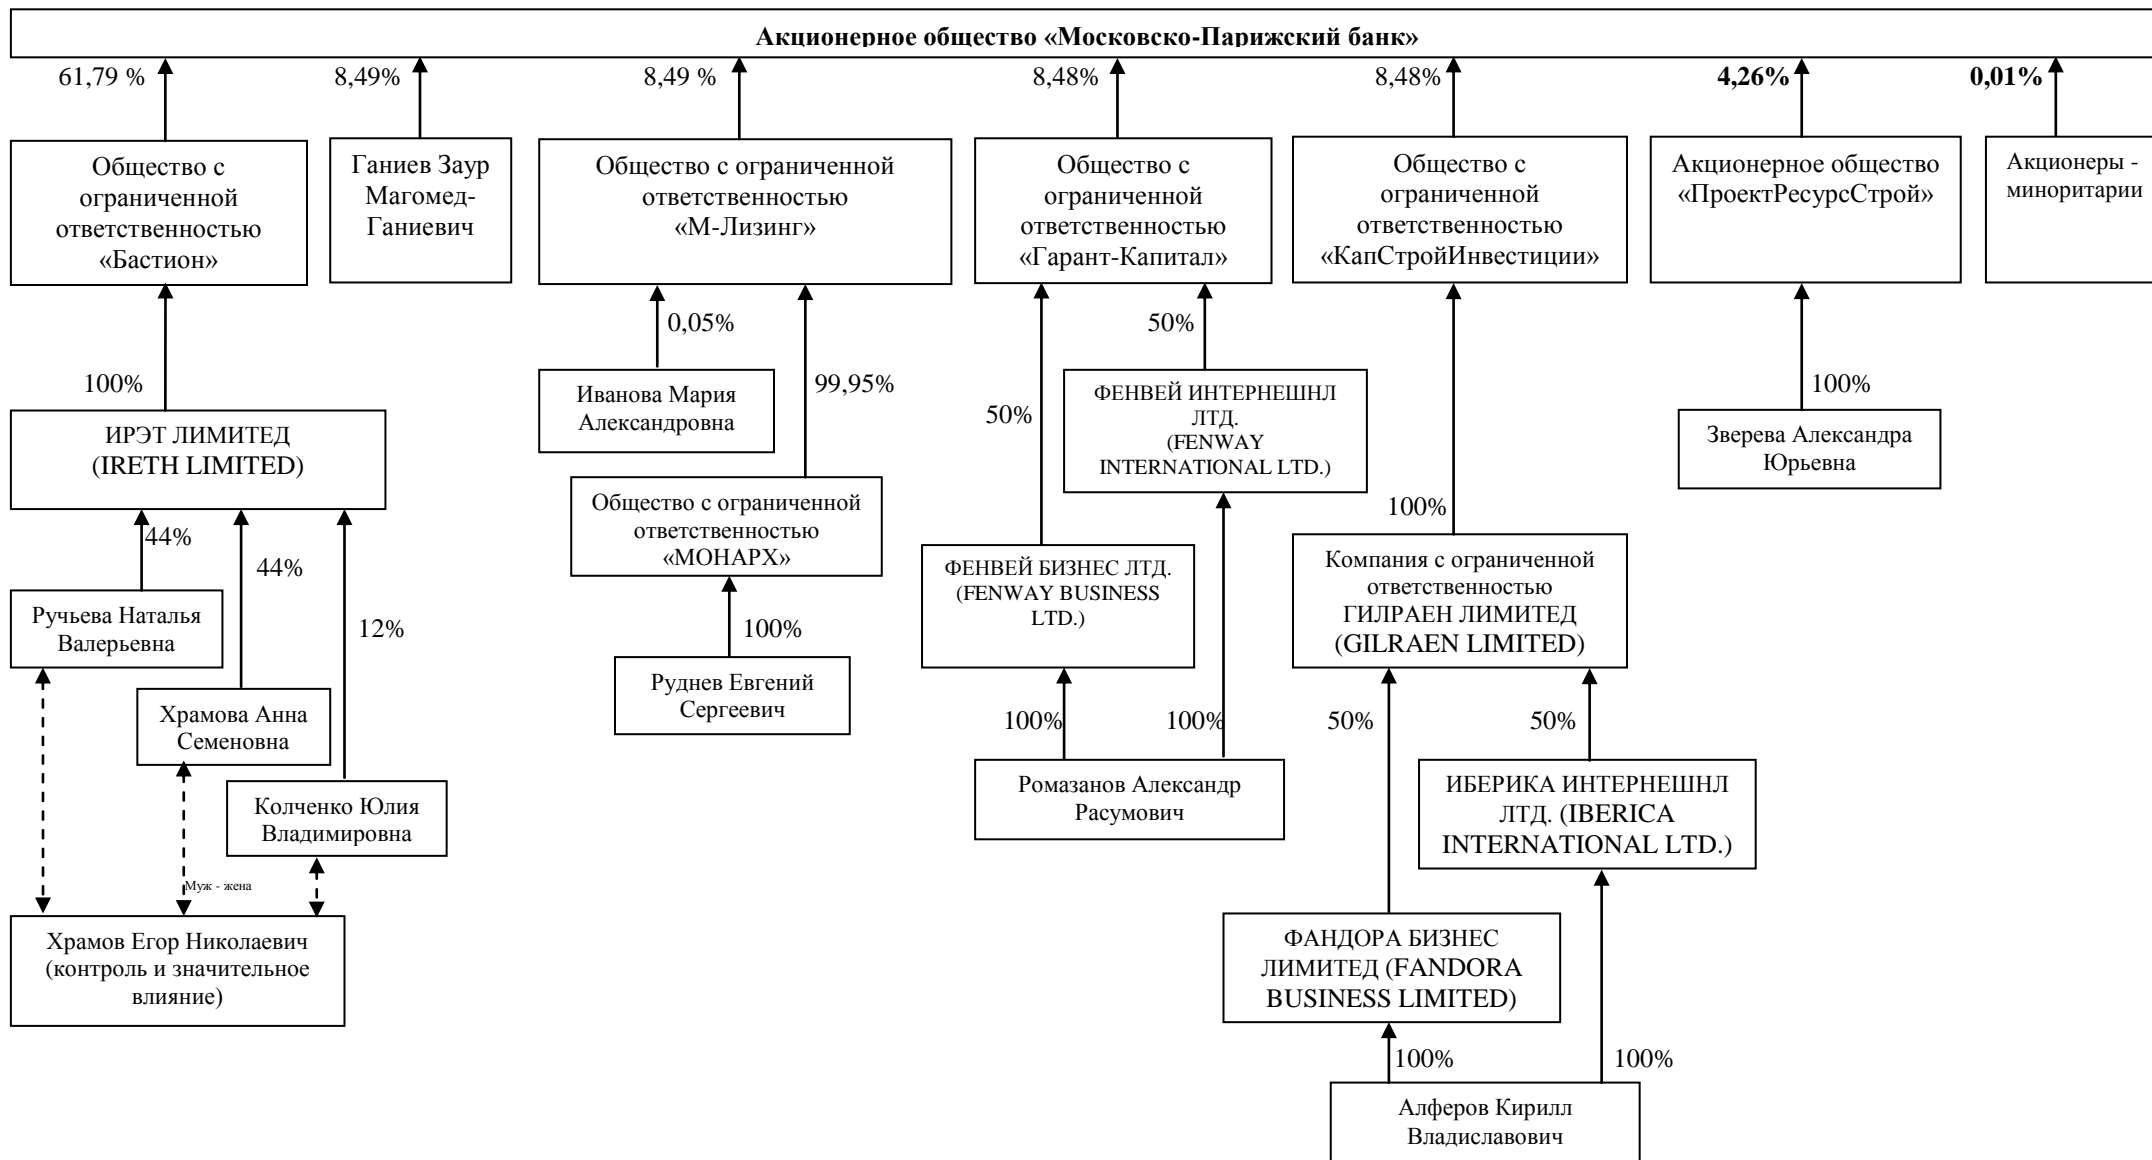 Акционерное общество «Московско-Парижский банк»
61,79 %
8,49%
8,49 %
8,48%
8,48%
4,26%
0,01%
Общество с
ограниченной
ответственностью
«Бастион»
Ганиев Заур
Магомед-
Ганиевич
Общество с ограниченной
ответственностью
«М-Лизинг»
Общество с
ограниченной
ответственностью
«Гарант-Капитал»
Общество с
ограниченной
ответственностью
«КапСтройИнвестиции»
Акционерное общество
«ПроектРесурсСтрой»
Акционеры -
миноритарии
0,05%
50%
100%
99,95%
50%
100%
Иванова Мария
Александровна
ФЕНВЕЙ ИНТЕРНЕШНЛ
ЛТД.
(FENWAY
INTERNATIONAL LTD.)
Зверева Александра
Юрьевна
ИРЭТ ЛИМИТЕД
(IRETH LIMITED)
Общество с ограниченной
ответственностью
«МОНАРХ»
100%
44%
44%
12%
ФЕНВЕЙ БИЗНЕС ЛТД.
(FENWAY BUSINESS
LTD.)
Компания с ограниченной
ответственностью
ГИЛРАЕН ЛИМИТЕД
(GILRAEN LIMITED)
Ручьева Наталья
Валерьевна
100%
Руднев Евгений
Сергеевич
Храмова Анна
Семеновна
100%
100%
50%
50%
Колченко Юлия
Владимировна
Ромазанов Александр
Расумович
ИБЕРИКА ИНТЕРНЕШНЛ
ЛТД. (IBERICA
INTERNATIONAL LTD.)
Муж - жена
Храмов Егор Николаевич
(контроль и значительное
влияние)
ФАНДОРА БИЗНЕС
ЛИМИТЕД (FANDORA
BUSINESS LIMITED)
100%
100%
Алферов Кирилл
Владиславович